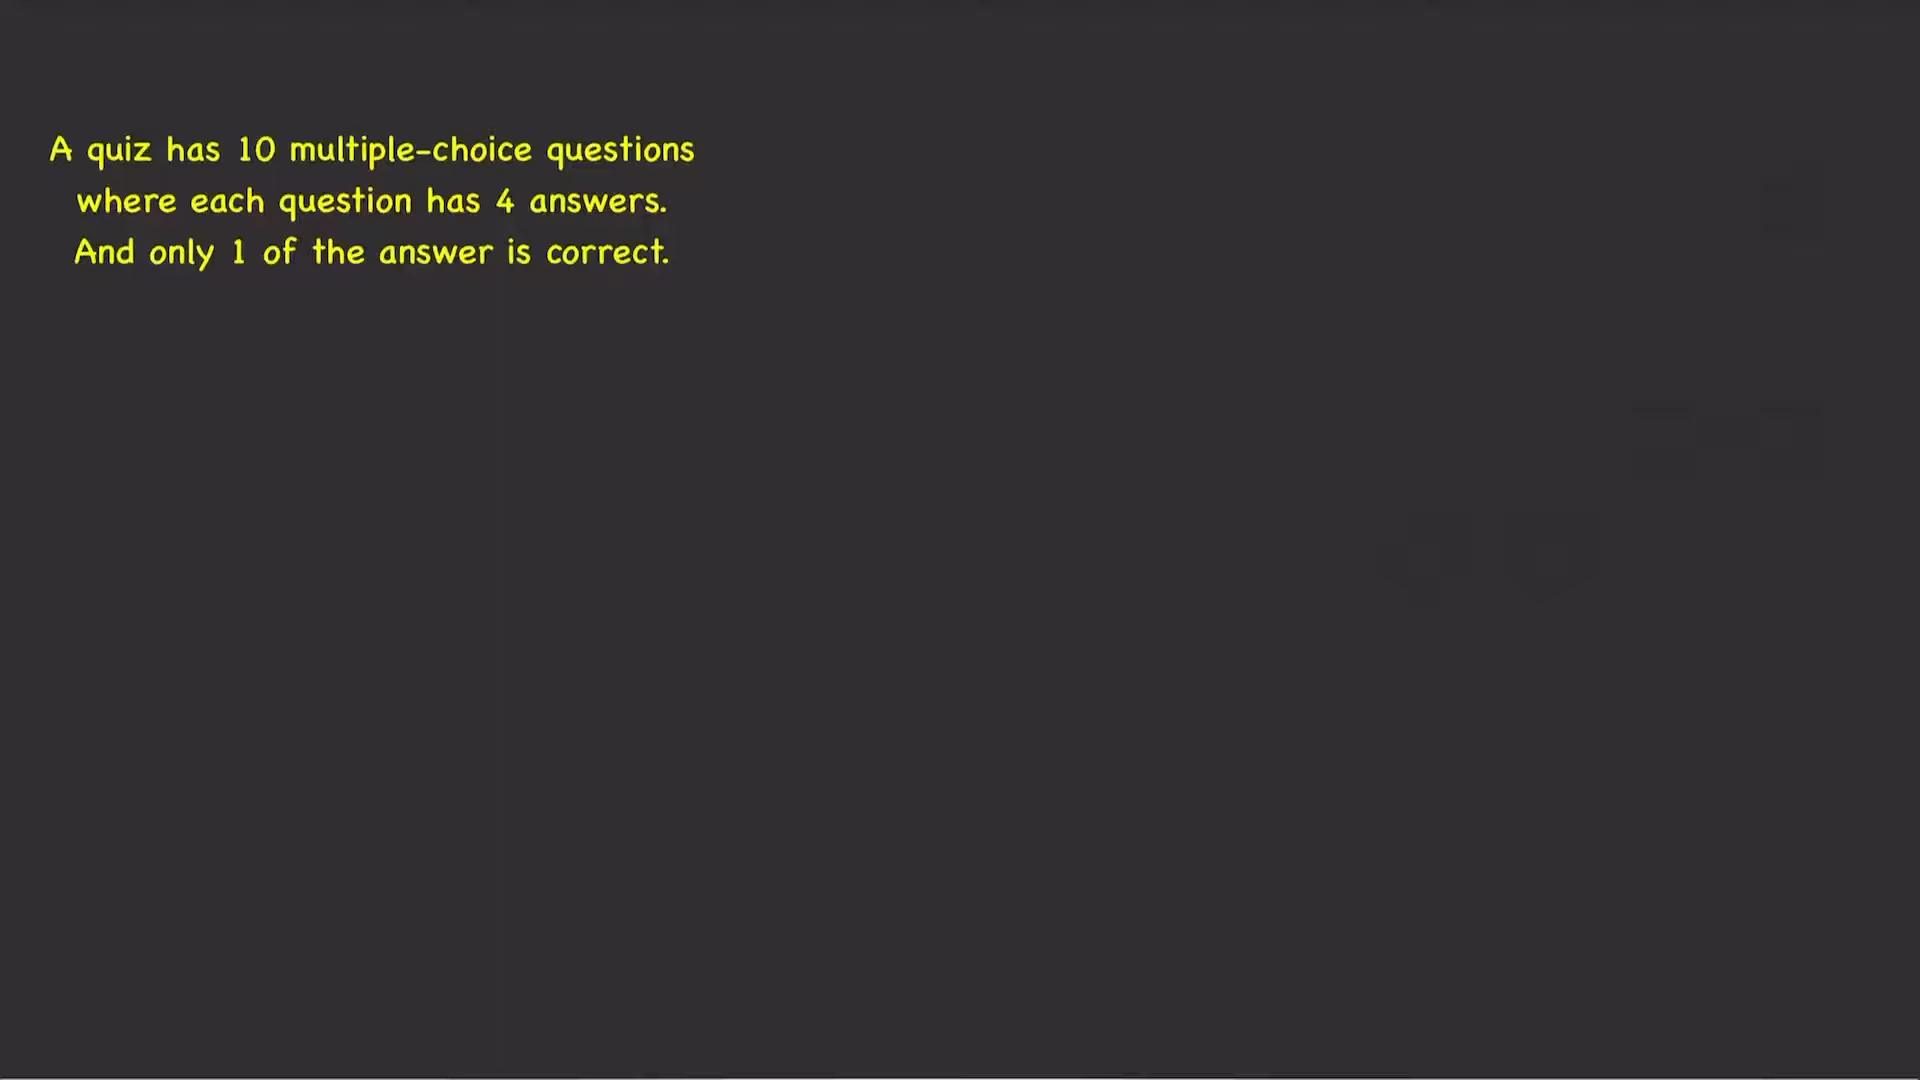 A quiz has 10 multiple-choice questions
where each question has 4 answers.
And only 1 of the answer is correct.